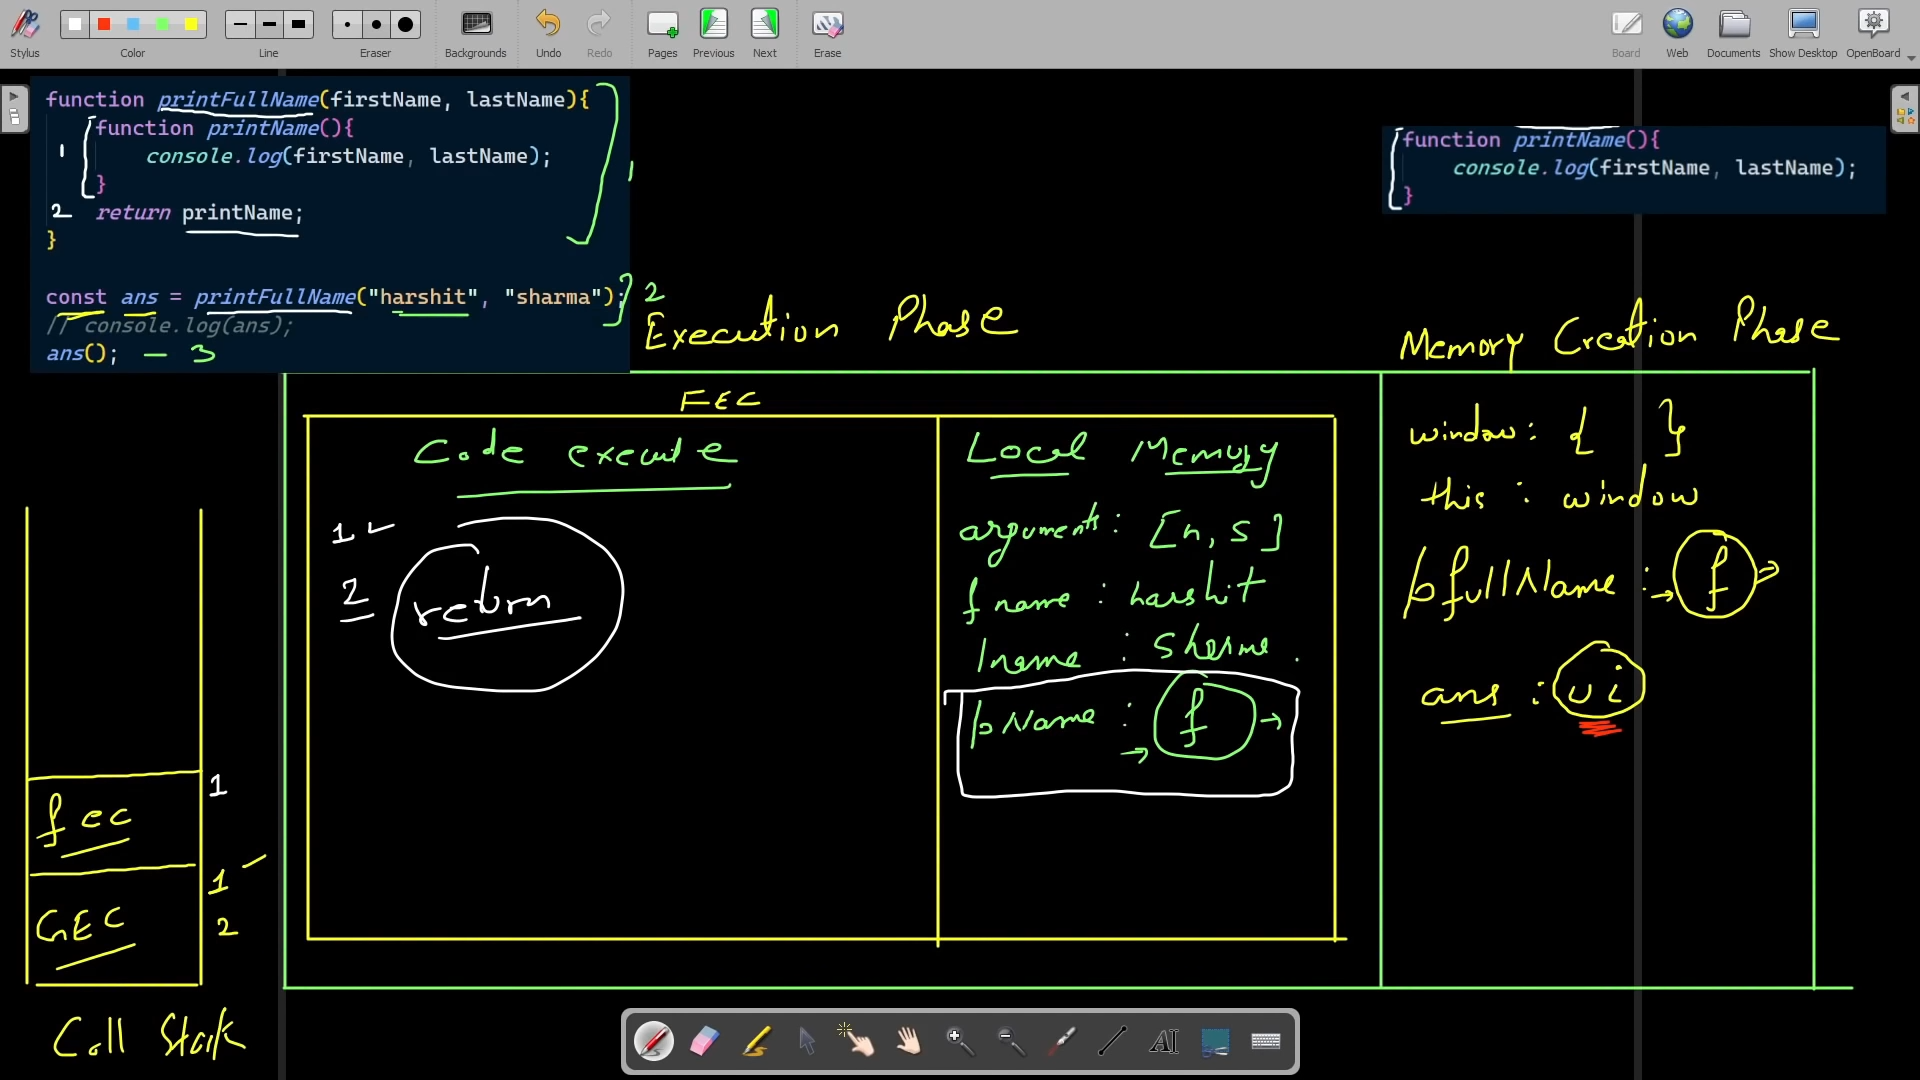 Stylus
Color
Line
Eraser
Backgrounds
Undo
Redo
Pages
Previous
Next
Erase
Board
Web
Documents
Show Desktop
OpenBoard
function printFullName(firstName, lastName){
1 function printName(){
console.log(firstName, lastName);
}
2 return printName;
}
1
const ans = printFullName("harshit", "sharma"); 2
// console.log(ans);
ans(); — 3
function printName(){
console.log(firstName, lastName);
}
Execution Phase
Memory Creation Phase
FEC
Code execute
1
2 return
Local Memory
arguments: [n, s]
fname : harshit
lname : Sharma.
pName : → f →
window: { }
this : window
pfullName : → f →
ans : ui
fec 1
GEC 1
2
Call Stack